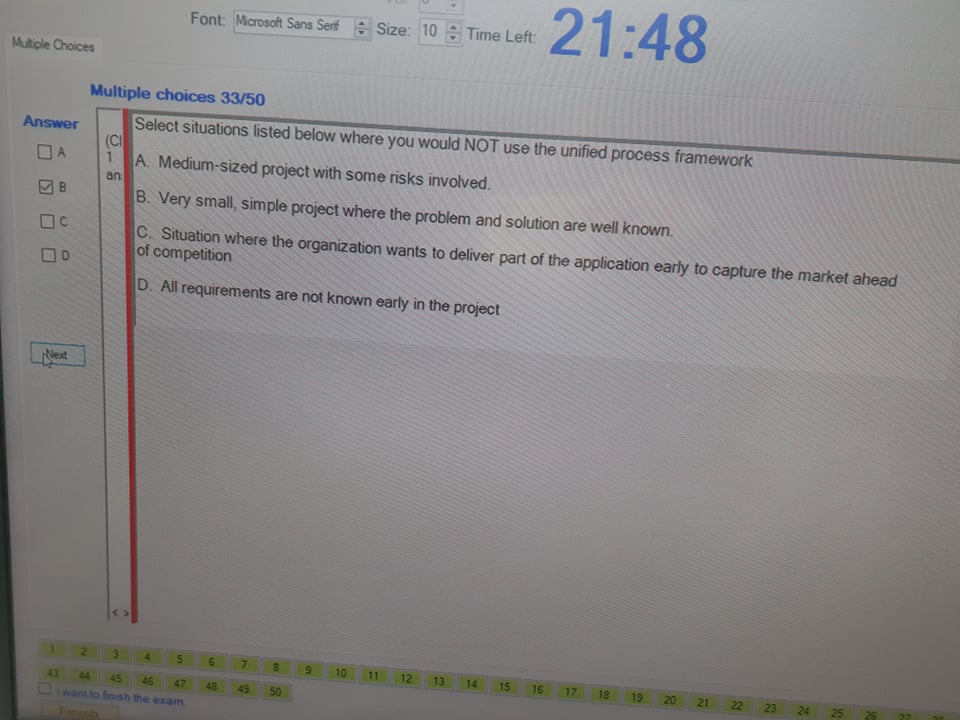 Font: Microsoft Sans Serif Size: 10 Time Left: 21:48
Multiple Choices
Multiple choices 33/50
Answer
A
B
C
D
Next
(Cl
1
an
Select situations listed below where you would NOT use the unified process framework
A. Medium-sized project with some risks involved.
B. Very small, simple project where the problem and solution are well known.
C. Situation where the organization wants to deliver part of the application early to capture the market ahead
of competition
D. All requirements are not known early in the project
< >
1 2 3 4 5 6 7 8 9 10 11 12 13 14 15 16 17 18 19 20 21 22 23 24 25 26
43 44 45 46 47 48 49 50
I want to finish the exam.
Finish